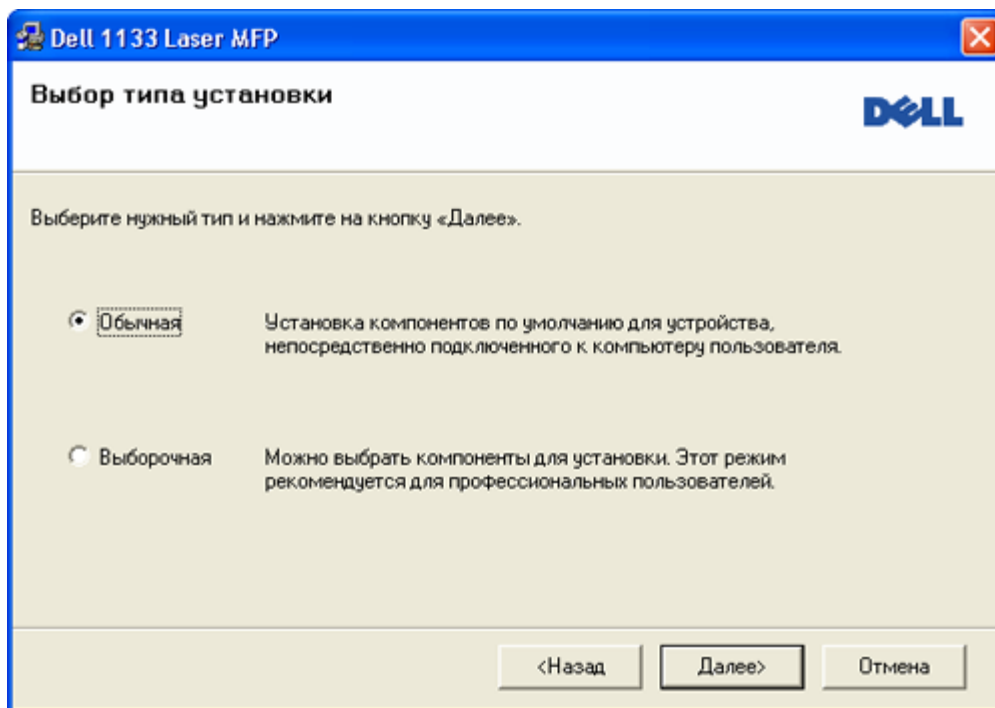 Dell 1133 Laser MFP
Выбор типа установки
DELL
Выберите нужный тип и нажмите на кнопку «Далее».
Обычная
Установка компонентов по умолчанию для устройства,
непосредственно подключенного к компьютеру пользователя.
Выборочная
Можно выбрать компоненты для установки. Этот режим
рекомендуется для профессиональных пользователей.
<Назад
Далее>
Отмена